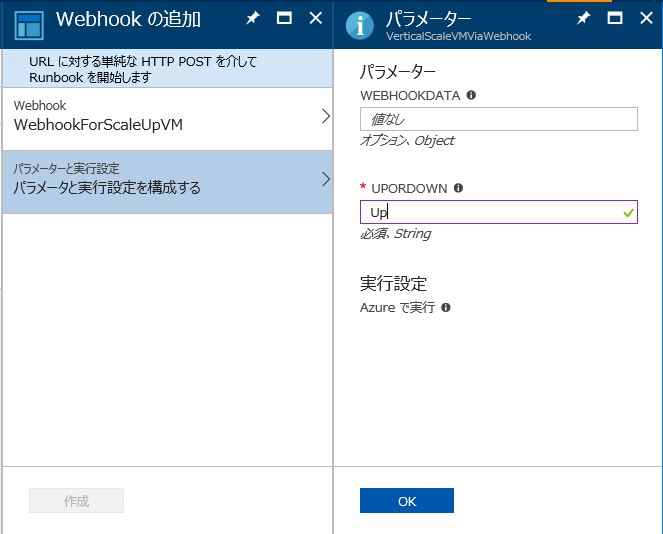 Webhook の追加
URL に対する単純な HTTP POST を介して
Runbook を開始します
Webhook
WebhookForScaleUpVM
パラメーターと実行設定
パラメータと実行設定を構成する
作成
パラメーター
VerticalScaleVMViaWebhook
パラメーター
WEBHOOKDATA
値なし
オプション、Object
* UPORDOWN
Up
必須、String
実行設定
Azure で実行
OK